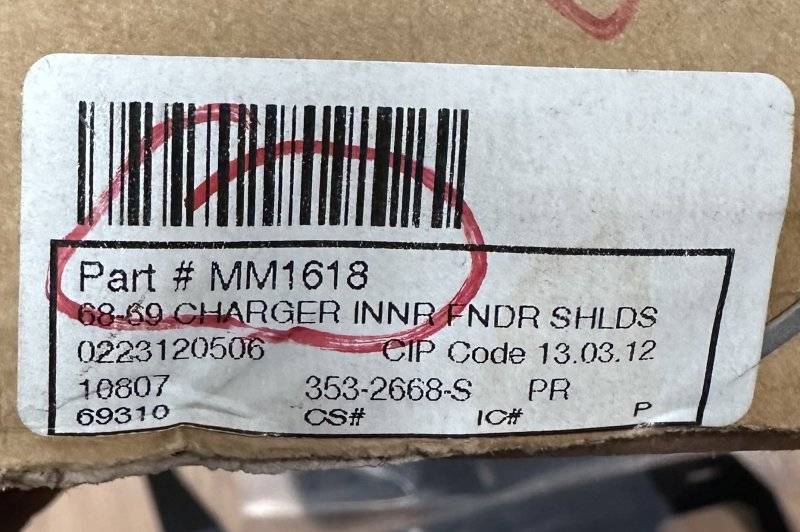 Part # MM1618
68-69 CHARGER INNR FNDR SHLDS
0223120506 CIP Code 13.03.12
10807 353-2668-S PR
69310 CS# IC# P